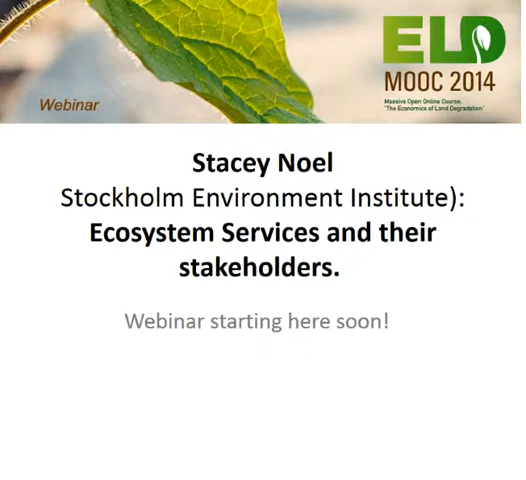 ELD
MOOC 2014
Massive Open Online Course:
"The Economics of Land Degradation"
Webinar
Stacey Noel
Stockholm Environment Institute):
Ecosystem Services and their
stakeholders.
Webinar starting here soon!